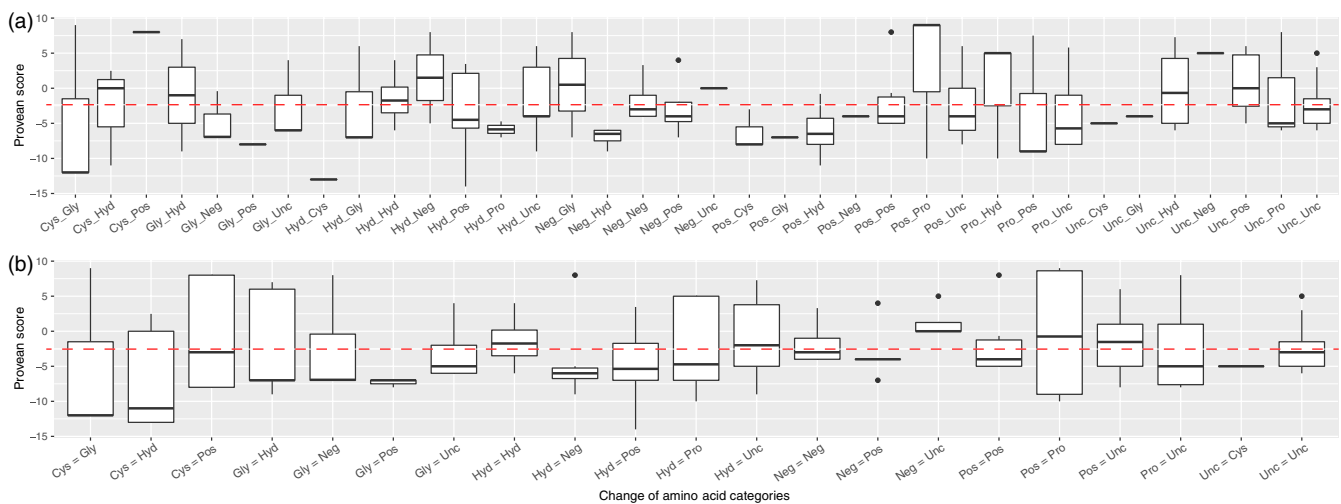 (a)
Provean score
10
5
0
−5
−10
−15
Cys_Gly
Cys_Hyd
Cys_Pos
Gly_Hyd
Gly_Neg
Gly_Pos
Gly_Unc
Hyd_Cys
Hyd_Gly
Hyd_Hyd
Hyd_Neg
Hyd_Pos
Hyd_Pro
Hyd_Unc
Neg_Gly
Neg_Hyd
Neg_Neg
Neg_Pos
Neg_Unc
Pos_Cys
Pos_Gly
Pos_Hyd
Pos_Neg
Pos_Pos
Pos_Pro
Pos_Unc
Pro_Hyd
Pro_Pos
Pro_Unc
Unc_Cys
Unc_Gly
Unc_Hyd
Unc_Neg
Unc_Pos
Unc_Pro
Unc_Unc
(b)
Provean score
10
5
0
−5
−10
−15
Cys = Gly
Cys = Hyd
Cys = Pos
Gly = Hyd
Gly = Neg
Gly = Pos
Gly = Unc
Hyd = Hyd
Hyd = Neg
Hyd = Pos
Hyd = Pro
Hyd = Unc
Neg = Neg
Neg = Pos
Neg = Unc
Pos = Pos
Pos = Pro
Pos = Unc
Pro = Unc
Unc = Cys
Unc = Unc
Change of amino acid categories